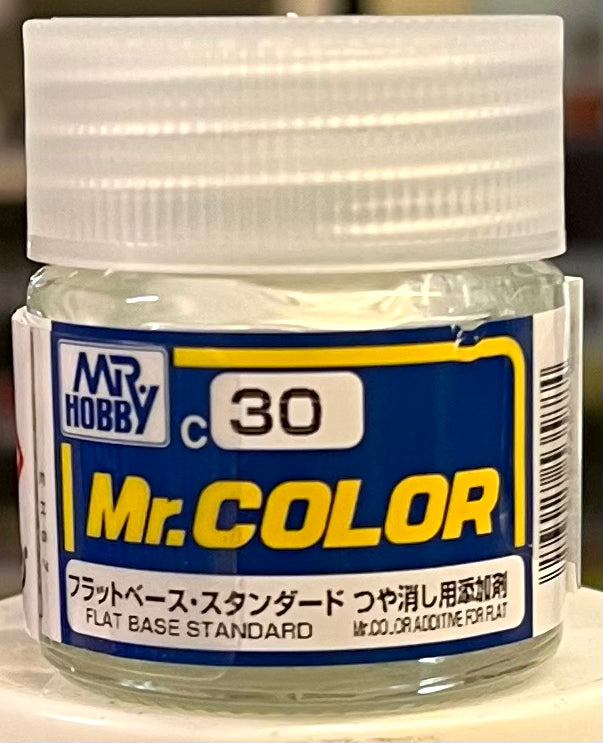 MR. HOBBY
C 30
Mr.COLOR
フラットベース・スタンダード つや消し用添加剤
FLAT BASE STANDARD Mr.COLOR ADDITIVE FOR FLAT